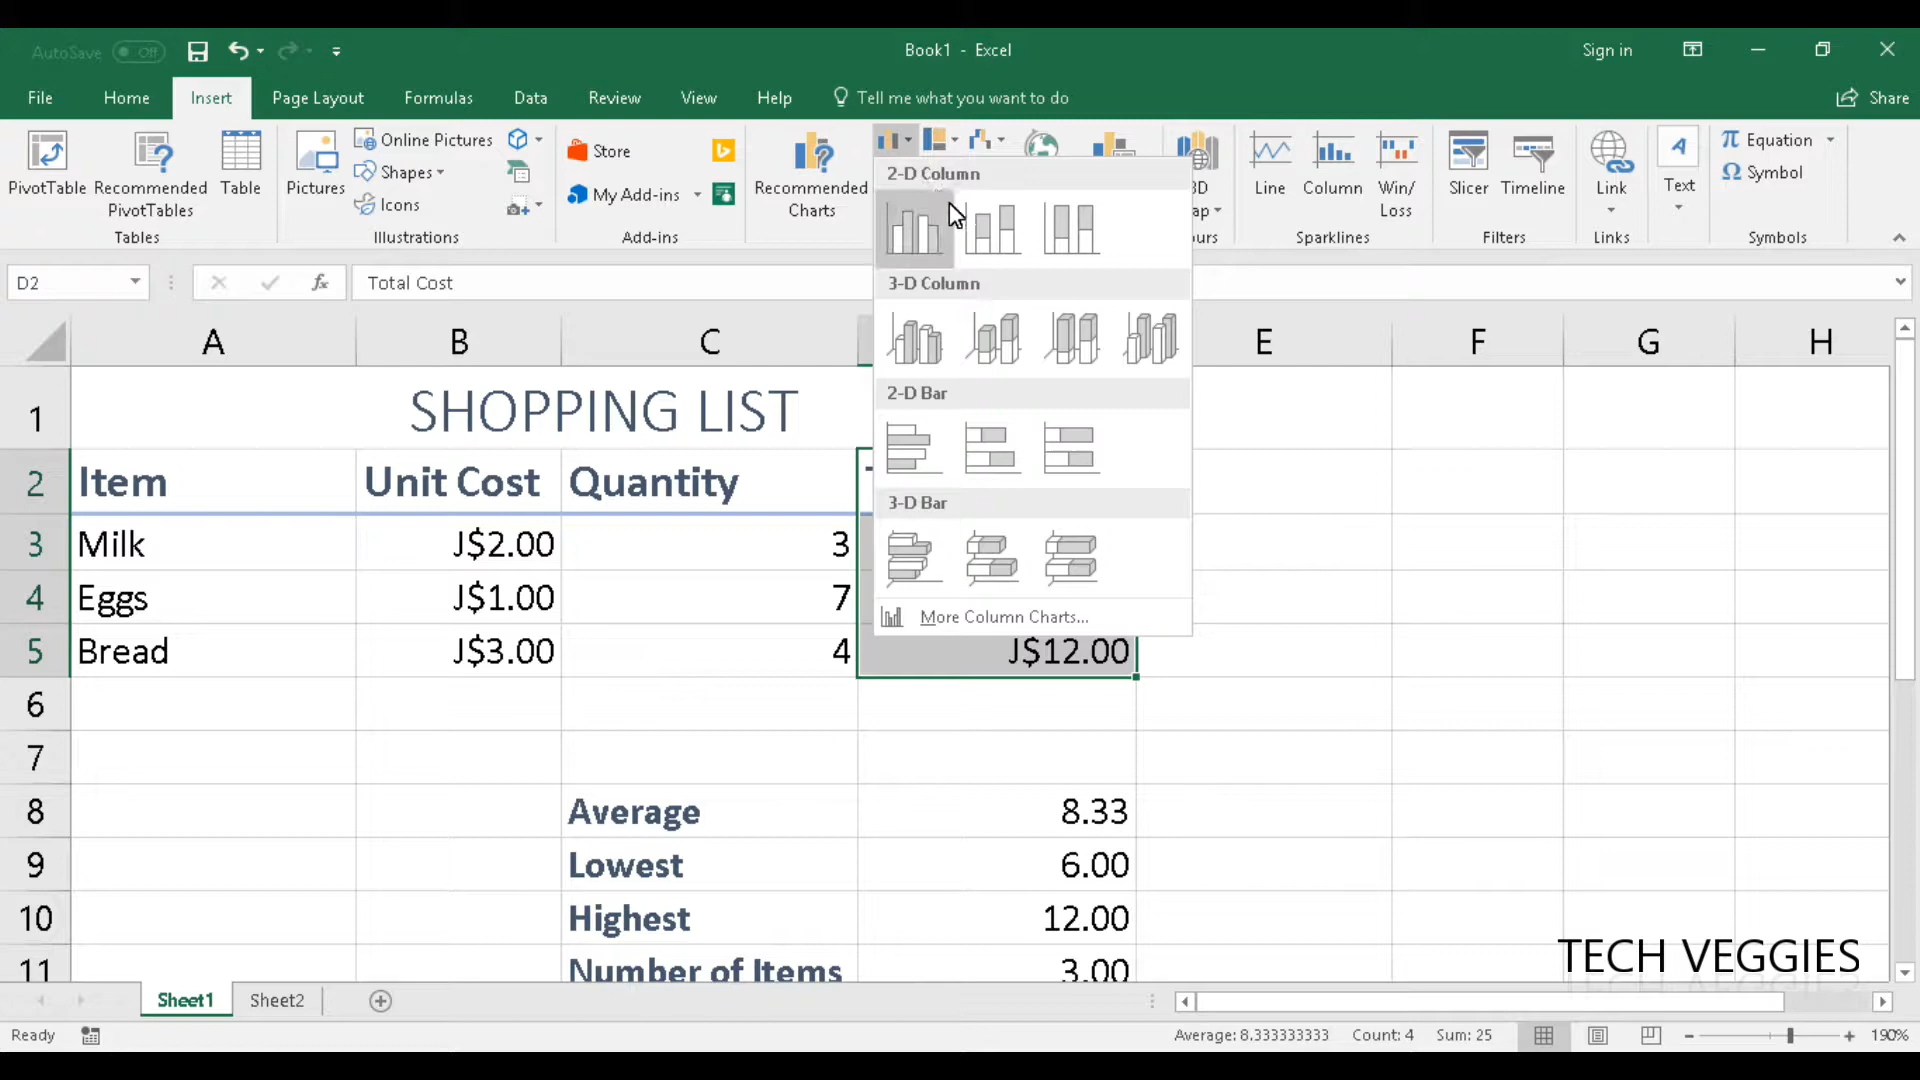 AutoSave Off Book1 - Excel Sign in
File Home Insert Page Layout Formulas Data Review View Help Tell me what you want to do Share
PivotTable Recommended PivotTables Table
Tables
Pictures Online Pictures
Shapes
Icons
Illustrations
Store
My Add-ins
Add-ins
Recommended Charts
Line Column Win/Loss
Sparklines
Slicer Timeline
Filters
Link
Links
Text
Equation
Symbol
Symbols
D2 fx Total Cost
2-D Column
3-D Column
2-D Bar
3-D Bar
More Column Charts...
A B C E F G H
1 SHOPPING LIST
2 Item Unit Cost Quantity
3 Milk J$2.00 3
4 Eggs J$1.00 7
5 Bread J$3.00 4 J$12.00
6
7
8 Average 8.33
9 Lowest 6.00
10 Highest 12.00
11 Number of Items 3.00
TECH VEGGIES
Sheet1 Sheet2
Ready Average: 8.333333333 Count: 4 Sum: 25 190%